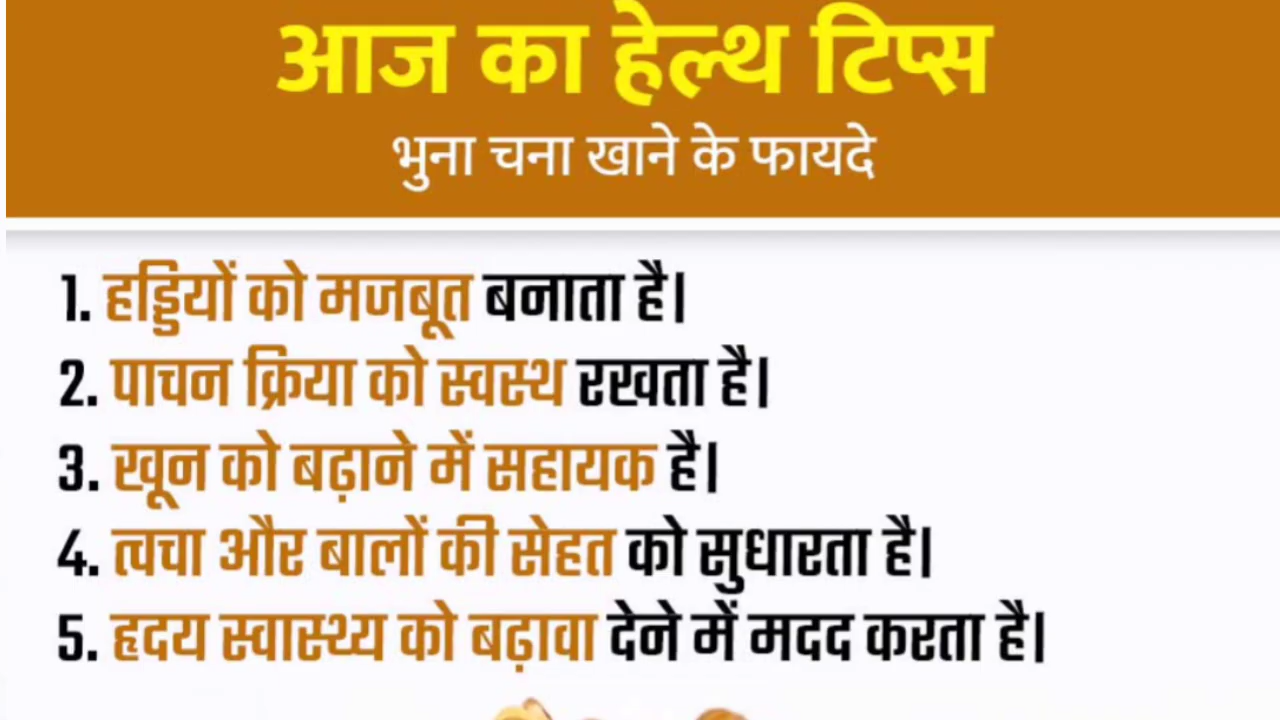 आज का हेल्थ टिप्स
भुना चना खाने के फायदे
1. हड्डियों को मजबूत बनाता है।
2. पाचन क्रिया को स्वस्थ रखता है।
3. खून को बढ़ाने में सहायक है।
4. त्वचा और बालों की सेहत को सुधारता है।
5. हृदय स्वास्थ्य को बढ़ावा देने में मदद करता है।